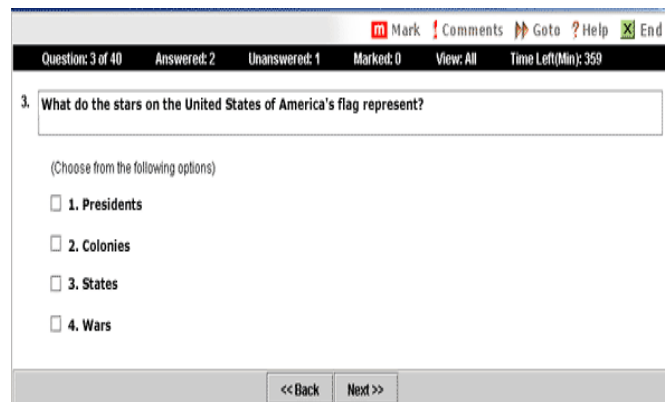 m Mark ! Comments Goto ? Help X End
Question: 3 of 40 Answered: 2 Unanswered: 1 Marked: 0 View: All Time Left(Min): 359
3. What do the stars on the United States of America's flag represent?
(Choose from the following options)
1. Presidents
2. Colonies
3. States
4. Wars
<< Back Next >>